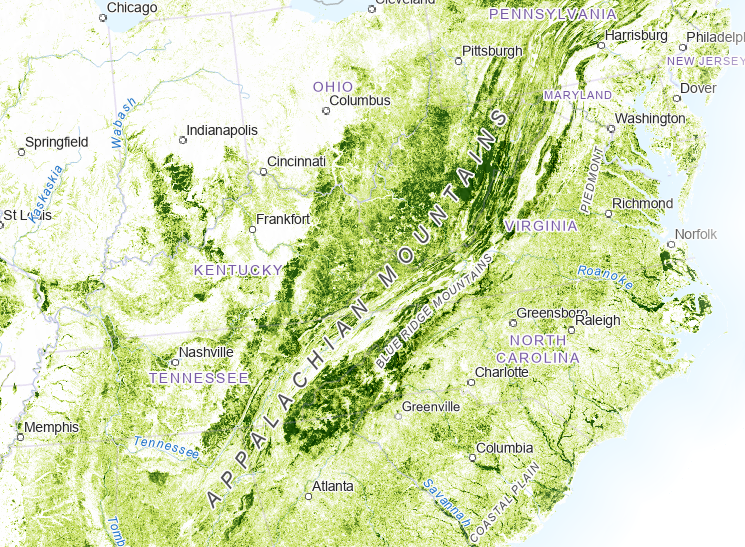 Chicago
Cleveland
PENNSYLVANIA
Pittsburgh
Harrisburg
Philadelph
NEW JERSEY
OHIO
Columbus
MARYLAND
Dover
Wabash
Washington
Indianapolis
Springfield
Cincinnati
PIEDMONT
Kaskaskia
Richmond
St Louis
Frankfort
VIRGINIA
Norfolk
KENTUCKY
APPALACHIAN MOUNTAINS
BLUE RIDGE MOUNTAINS
Roanoke
Greensboro
Raleigh
NORTH
CAROLINA
Nashville
TENNESSEE
Charlotte
Greenville
Memphis
Tennessee
Columbia
Atlanta
Savannah
COASTAL PLAIN
Tomb